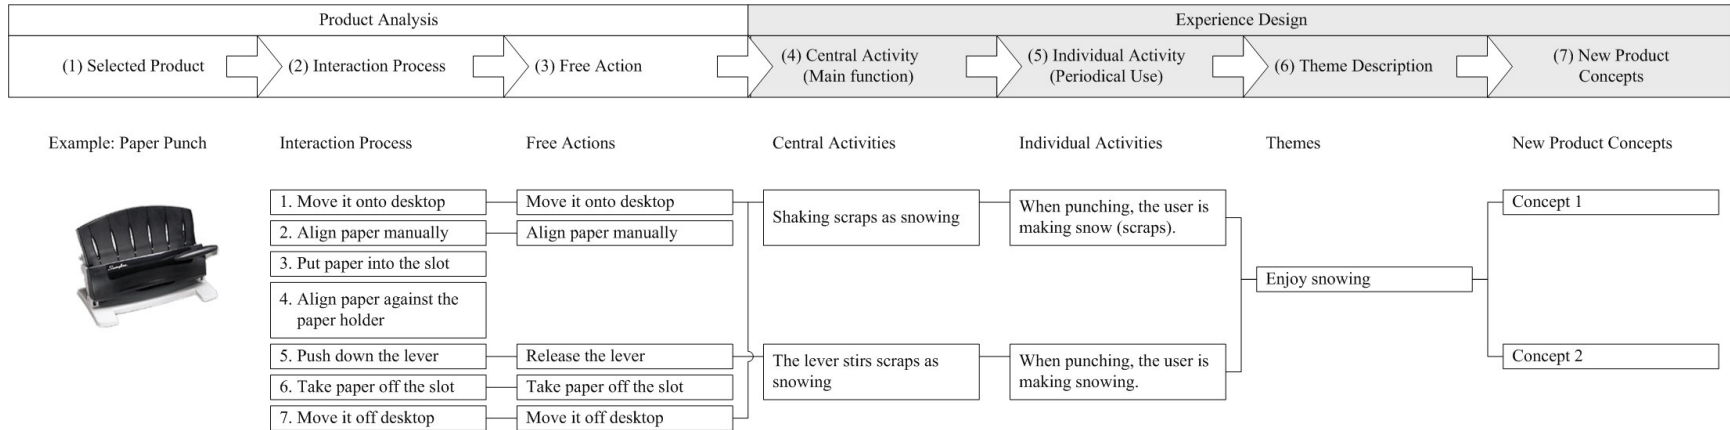 Product Analysis
Experience Design
(1) Selected Product
(2) Interaction Process
(3) Free Action
(4) Central Activity
(Main function)
(5) Individual Activity
(Periodical Use)
(6) Theme Description
(7) New Product
Concepts
Example: Paper Punch
Interaction Process
Free Actions
Central Activities
Individual Activities
Themes
New Product Concepts
1. Move it onto desktop
2. Align paper manually
3. Put paper into the slot
4. Align paper against the
paper holder
5. Push down the lever
6. Take paper off the slot
7. Move it off desktop
Move it onto desktop
Align paper manually
Release the lever
Take paper off the slot
Move it off desktop
Shaking scraps as snowing
The lever stirs scraps as
snowing
When punching, the user is
making snow (scraps).
When punching, the user is
making snowing.
Enjoy snowing
Concept 1
Concept 2